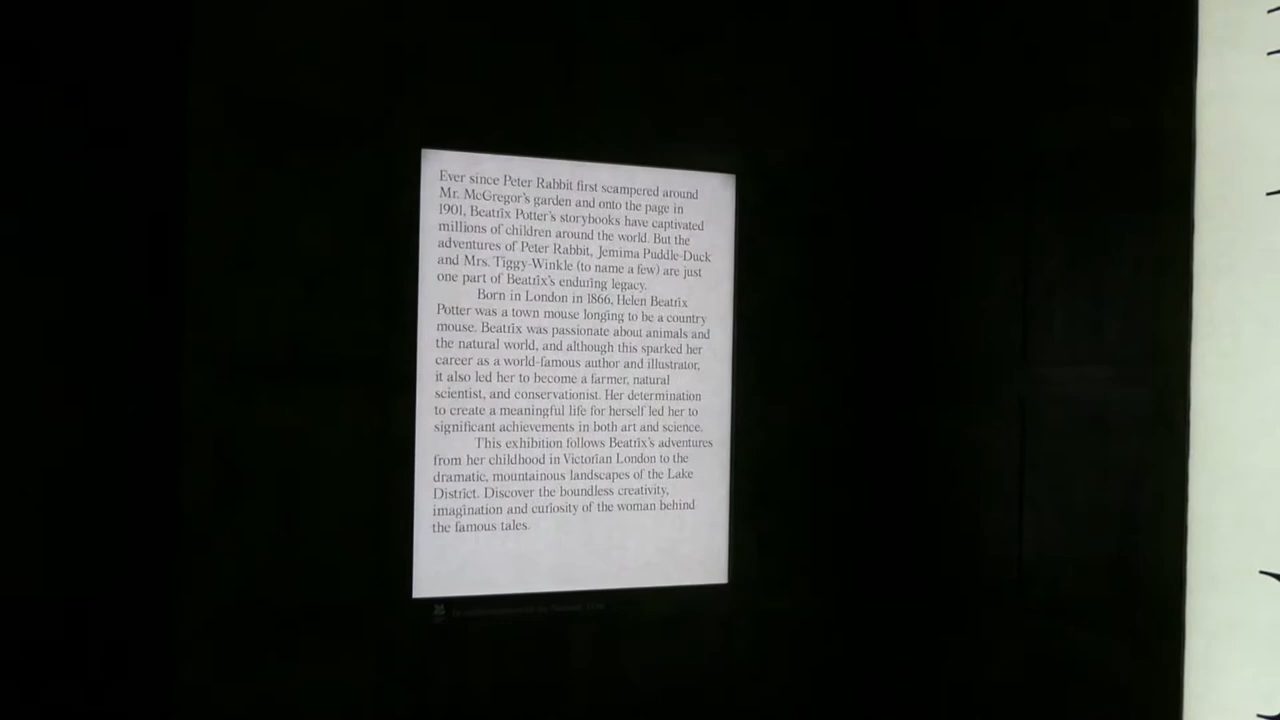 Ever since Peter Rabbit first scampered around
Mr. McGregor's garden and onto the page in
1901, Beatrix Potter's storybooks have captivated
millions of children around the world. But the
adventures of Peter Rabbit, Jemima Puddle-Duck
and Mrs. Tiggy-Winkle (to name a few) are just
one part of Beatrix's enduring legacy.
Born in London in 1866, Helen Beatrix
Potter was a town mouse longing to be a country
mouse. Beatrix was passionate about animals and
the natural world, and although this sparked her
career as a world-famous author and illustrator,
it also led her to become a farmer, natural
scientist, and conservationist. Her determination
to create a meaningful life for herself led her to
significant achievements in both art and science.
This exhibition follows Beatrix's adventures
from her childhood in Victorian London to the
dramatic, mountainous landscapes of the Lake
District. Discover the boundless creativity,
imagination and curiosity of the woman behind
the famous tales.